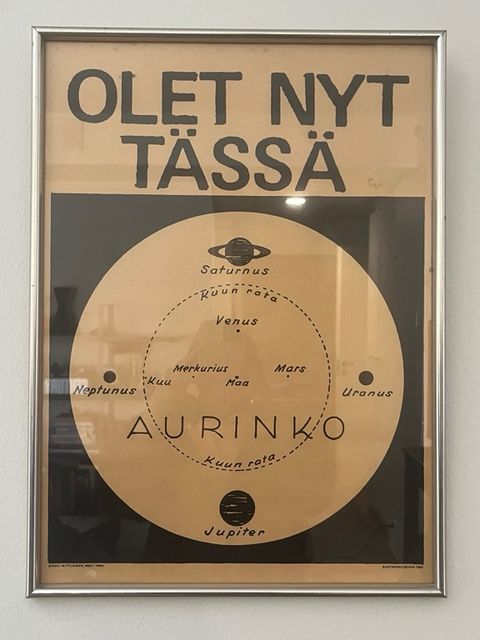 OLET NYT
TÄSSÄ
Saturnus
Kuun rata
Venus
Merkurius
Mars
Kuu
Maa
Neptunus
Uranus
AURINKO
Kuun rata
Jupiter